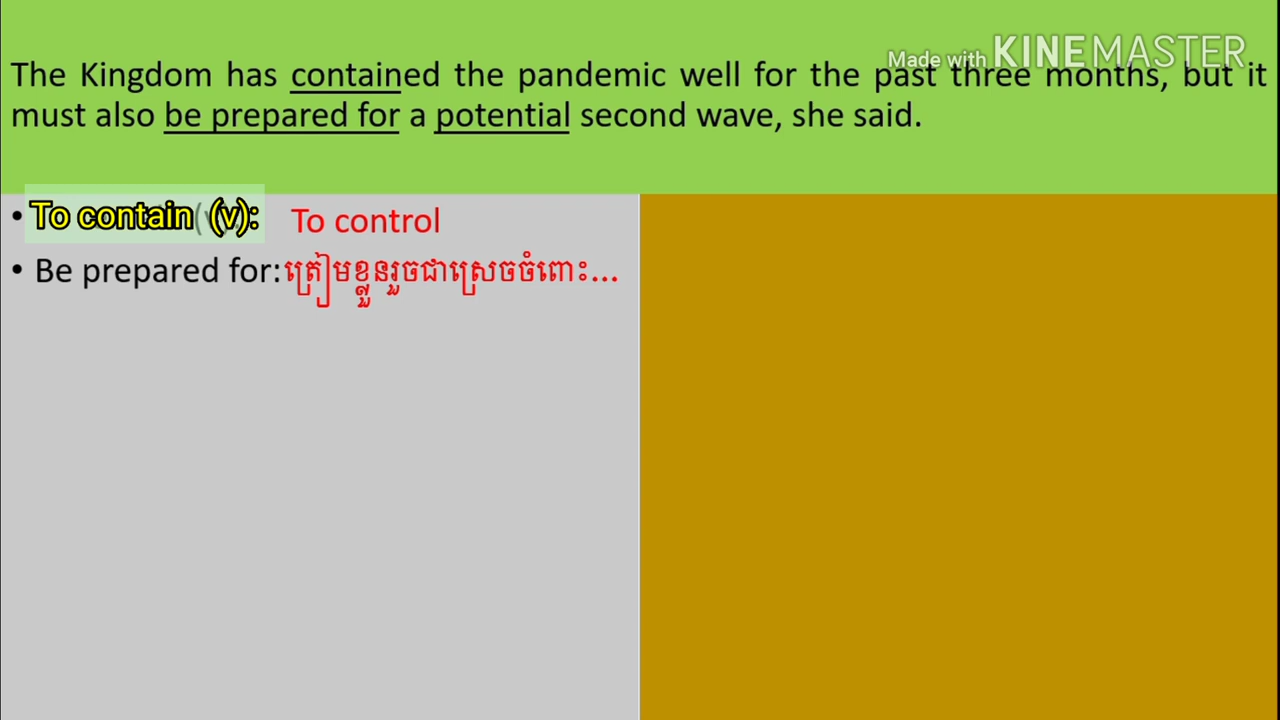 Made with KINEMASTER
The Kingdom has contained the pandemic well for the past three months, but it
must also be prepared for a potential second wave, she said.
• To contain (v): To control
• Be prepared for: ត្រៀមខ្លួនរួចជាស្រេចចំពោះ...